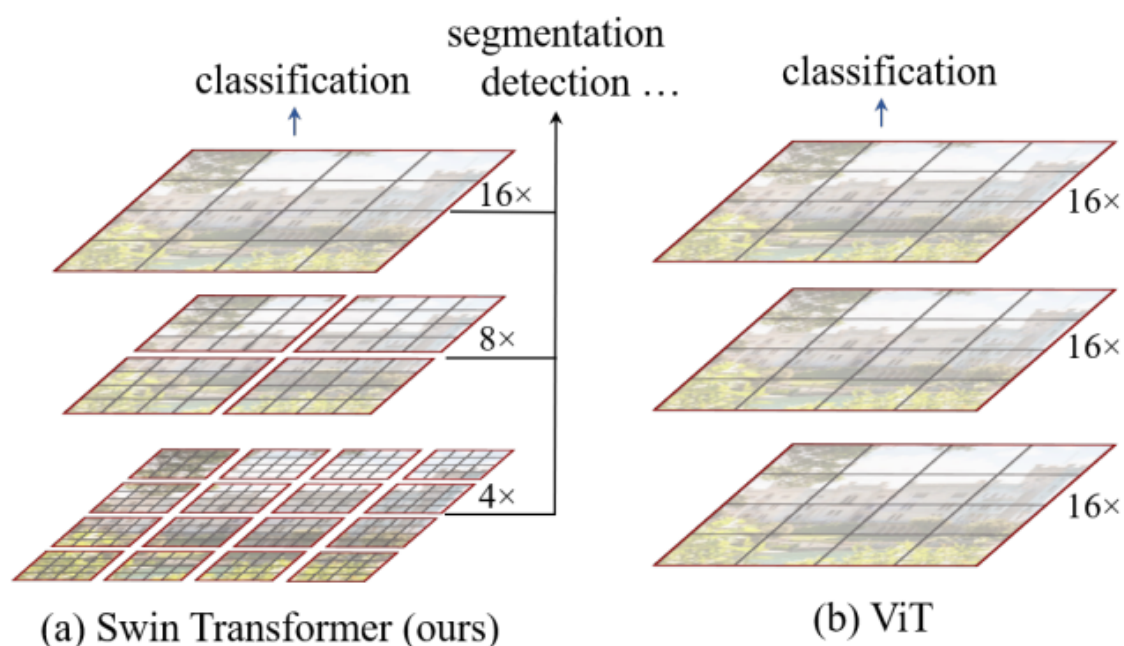 segmentation
detection …
classification
16×
8×
4×
(a) Swin Transformer (ours)
classification
16×
16×
16×
(b) ViT